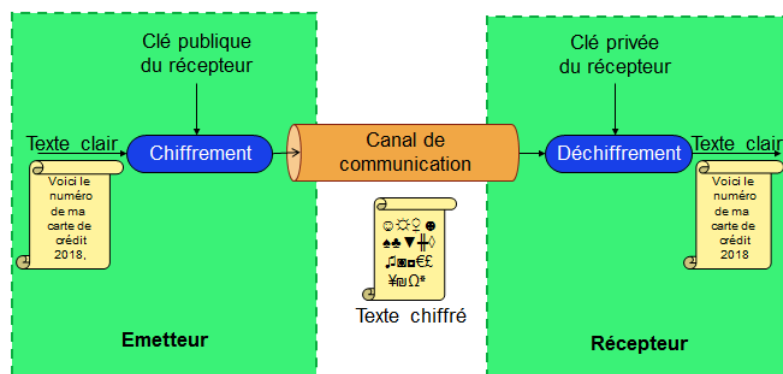 Clé publique
du récepteur
Clé privée
du récepteur
Texte clair
Chiffrement
Canal de
communication
Déchiffrement
Texte clair
Voici le
numéro
de ma
carte de
crédit
2018,
☺☼♀☻
♠♣▼╫◊
♫◙◘€£
¥₪Ω*
Texte chiffré
Voici le
numéro
de ma
carte de
crédit
2018
Emetteur
Récepteur